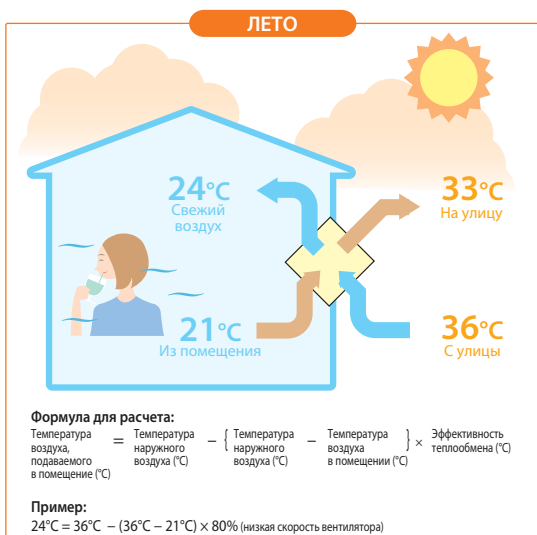 ЛЕТО
24°C
Свежий
воздух
33°C
На улицу
21°C
Из помещения
36°C
С улицы
Формула для расчета:
Температура
воздуха,
подаваемого
в помещение (°C)
=
Температура
наружного
воздуха (°C)
– {
Температура
наружного
воздуха (°C)
–
Температура
воздуха
в помещении (°C)
} ×
Эффективность
теплообмена (°C)
Пример:
24°C = 36°C – (36°C – 21°C) × 80% (низкая скорость вентилятора)